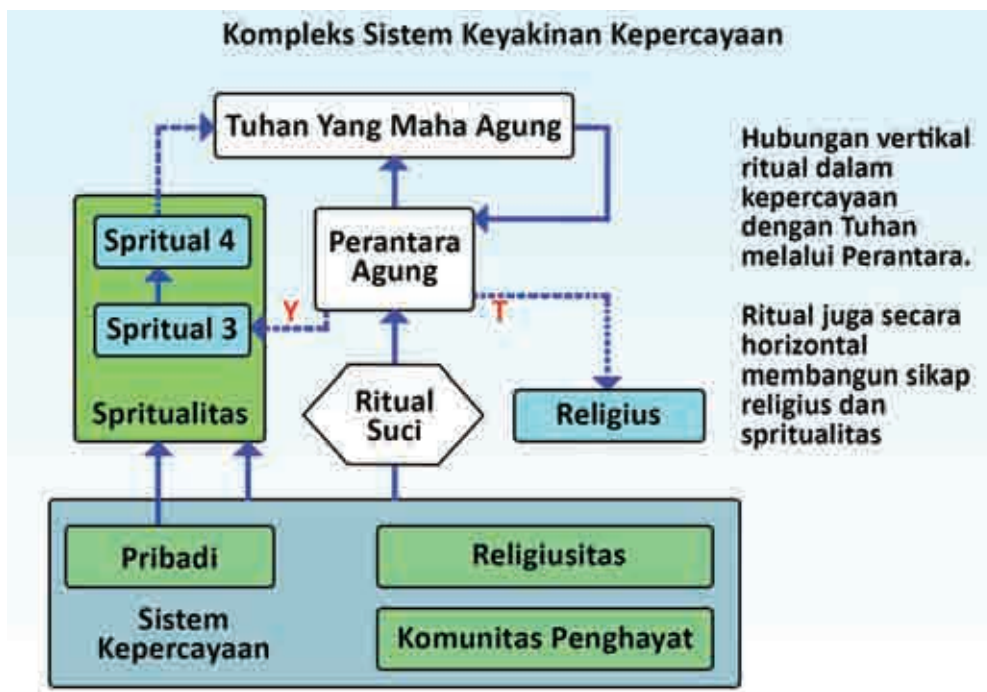 Kompleks Sistem Keyakinan Kepercayaan
Tuhan Yang Maha Agung
Hubungan vertikal
ritual dalam
kepercayaan
dengan Tuhan
melalui Perantara.
Ritual juga secara
horizontal
membangun sikap
religius dan
spritualitas
Spritual 4
Perantara
Agung
Y
T
Spritual 3
Spritualitas
Ritual
Suci
Religius
Pribadi
Religiusitas
Sistem
Kepercayaan
Komunitas Penghayat